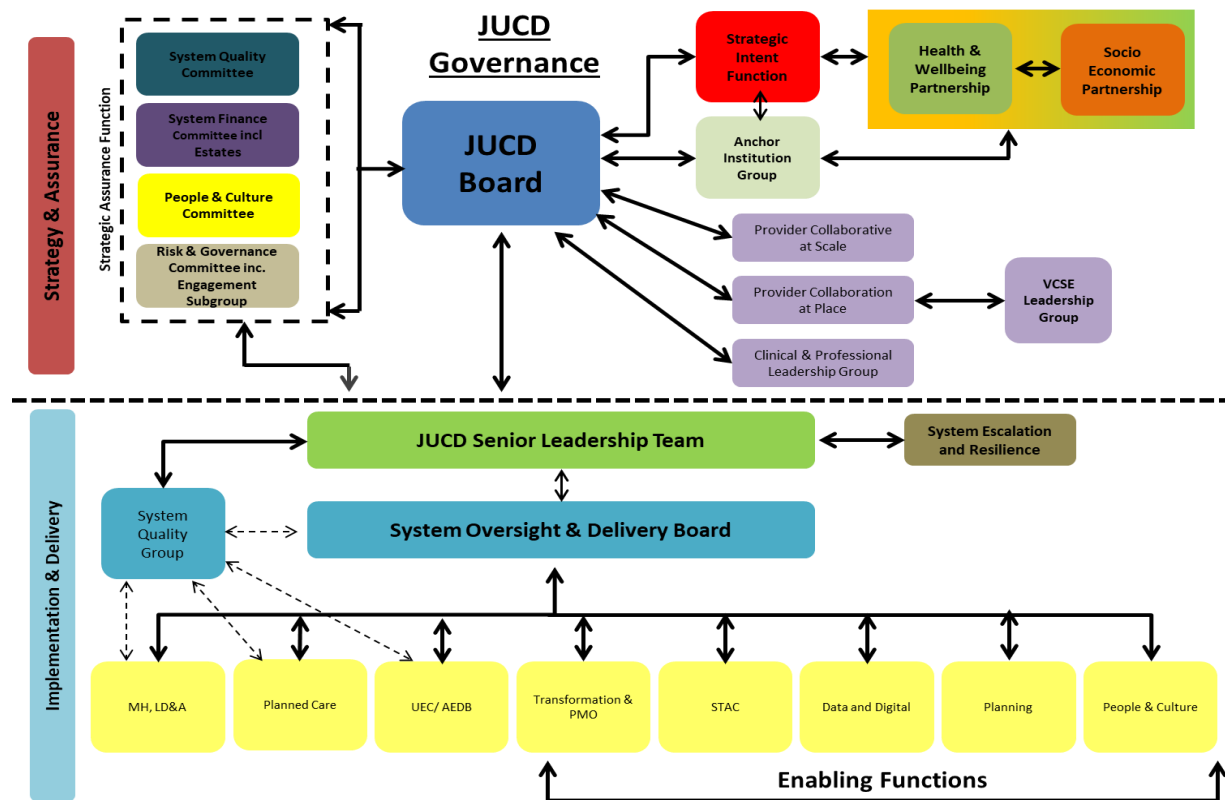 JUCD
Governance
Strategy & Assurance
Strategic Assurance Function
System Quality
Committee
System Finance
Committee incl
Estates
People & Culture
Committee
Risk & Governance
Committee inc.
Engagement
Subgroup
JUCD
Board
Strategic
Intent
Function
Health &
Wellbeing
Partnership
Socio
Economic
Partnership
Anchor
Institution
Group
Provider Collaborative
at Scale
Provider Collaboration
at Place
VCSE
Leadership
Group
Clinical & Professional
Leadership Group
Implementation & Delivery
JUCD Senior Leadership Team
System Escalation
and Resilience
System
Quality
Group
System Oversight & Delivery Board
MH, LD&A
Planned Care
UEC/ AEDB
Transformation &
PMO
STAC
Data and Digital
Planning
People & Culture
Enabling Functions